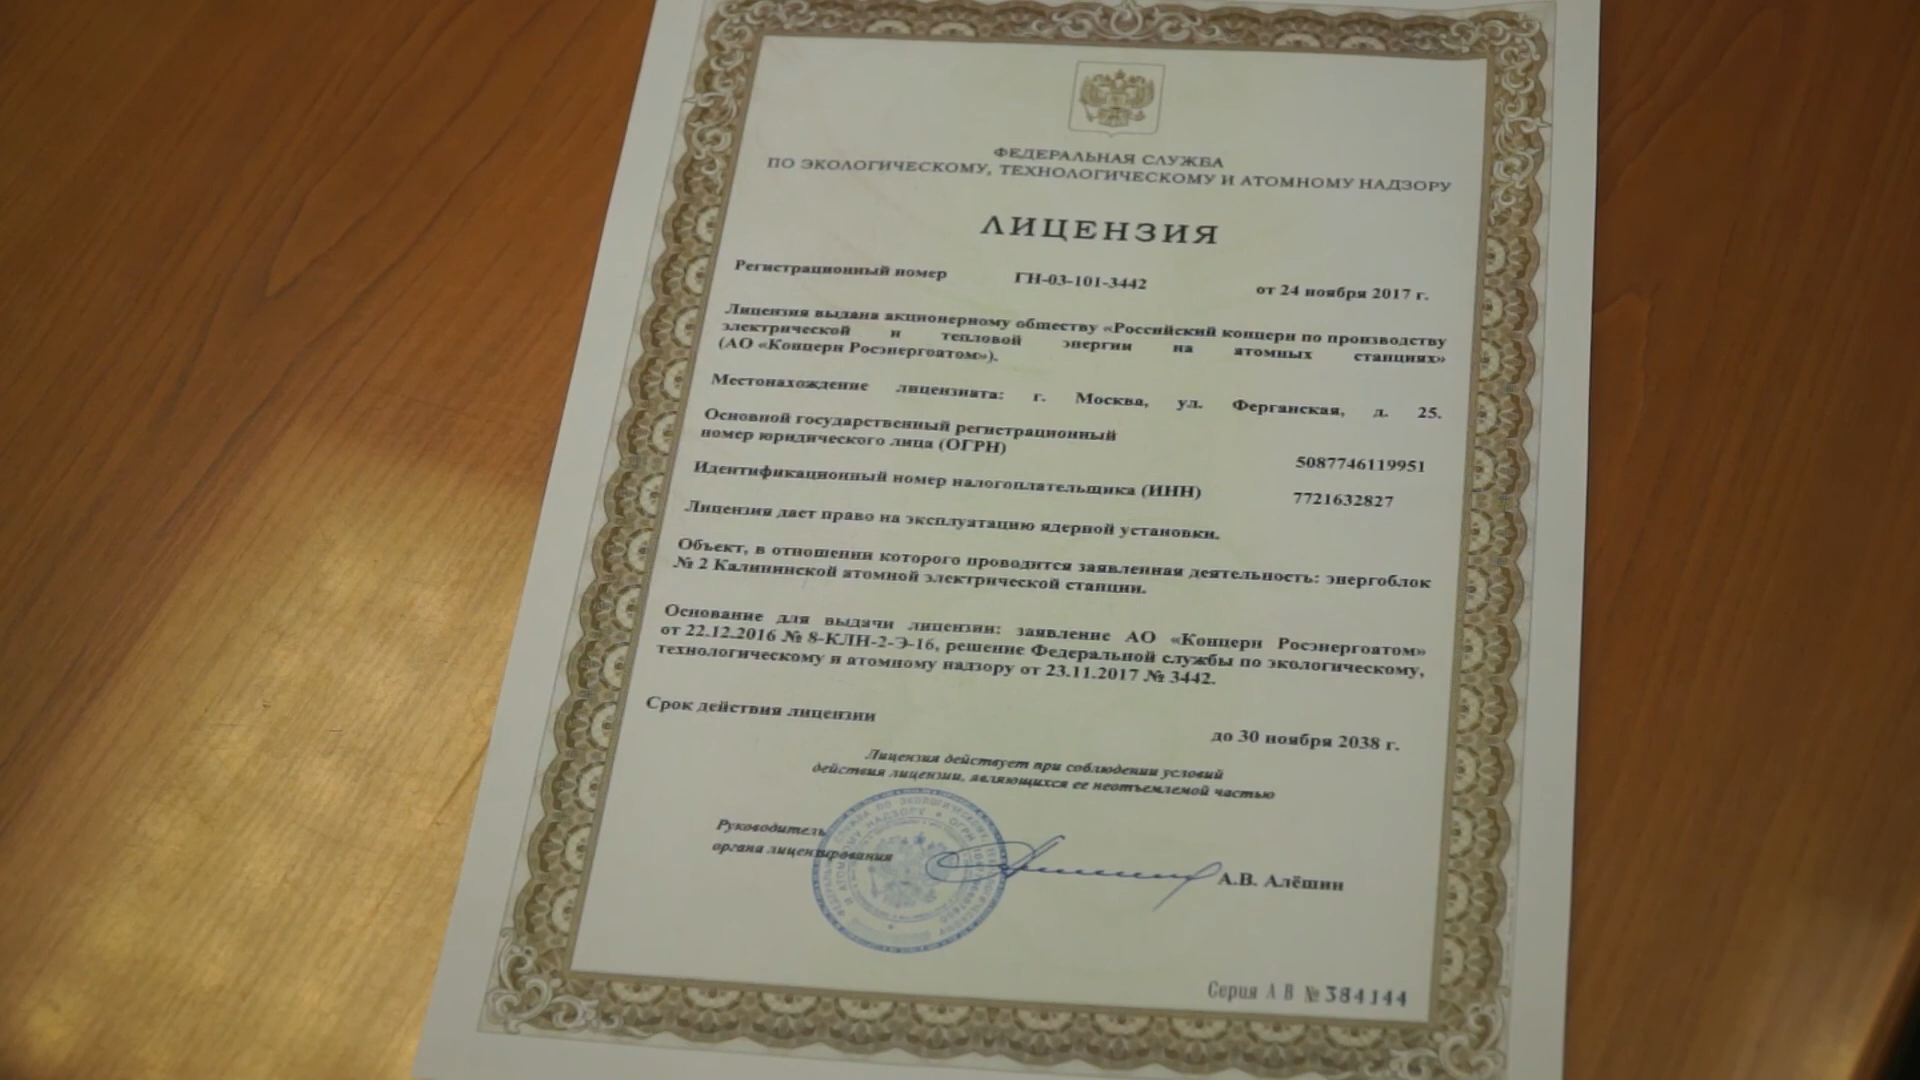 ФЕДЕРАЛЬНАЯ СЛУЖБА
ПО ЭКОЛОГИЧЕСКОМУ, ТЕХНОЛОГИЧЕСКОМУ И АТОМНОМУ НАДЗОРУ
ЛИЦЕНЗИЯ
Регистрационный номер ГН-03-101-3442 от 24 ноября 2017 г.
Лицензия выдана акционерному обществу «Российский концерн по производству
электрической и тепловой энергии на атомных станциях»
(АО «Концерн Росэнергоатом»).
Местонахождение лицензиата: г. Москва, ул. Ферганская, д. 25.
Основной государственный регистрационный
номер юридического лица (ОГРН) 5087746119951
Идентификационный номер налогоплательщика (ИНН) 7721632827
Лицензия дает право на эксплуатацию ядерной установки.
Объект, в отношении которого проводится заявленная деятельность: энергоблок
№ 2 Калининской атомной электрической станции.
Основание для выдачи лицензии: заявление АО «Концерн Росэнергоатом»
от 22.12.2016 № 8-КЛН-2-Э-16, решение Федеральной службы по экологическому,
технологическому и атомному надзору от 23.11.2017 № 3442.
Срок действия лицензии до 30 ноября 2038 г.
Лицензия действует при соблюдении условий
действия лицензии, являющихся ее неотъемлемой частью
Руководитель
органа лицензирования А.В. Алёшин
Серия А В № 384144